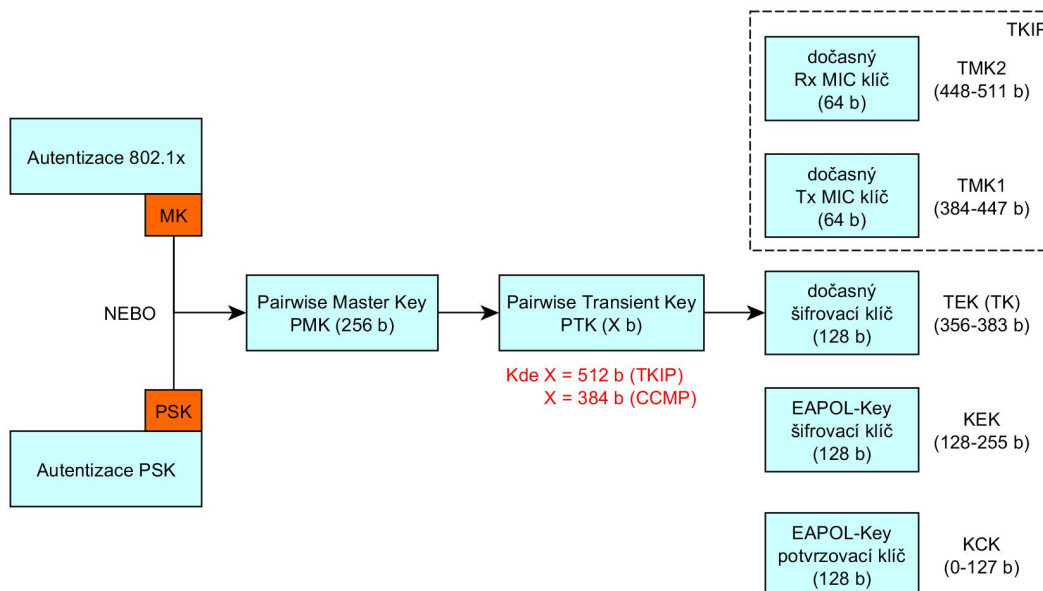 TKIP
dočasný
Rx MIC klíč
(64 b)
TMK2
(448-511 b)
dočasný
Tx MIC klíč
(64 b)
TMK1
(384-447 b)
Autentizace 802.1x
MK
NEBO
PSK
Autentizace PSK
Pairwise Master Key
PMK (256 b)
Pairwise Transient Key
PTK (X b)
Kde X = 512 b (TKIP)
X = 384 b (CCMP)
dočasný
šifrovací klíč
(128 b)
TEK (TK)
(356-383 b)
EAPOL-Key
šifrovací klíč
(128 b)
KEK
(128-255 b)
EAPOL-Key
potvrzovací klíč
(128 b)
KCK
(0-127 b)